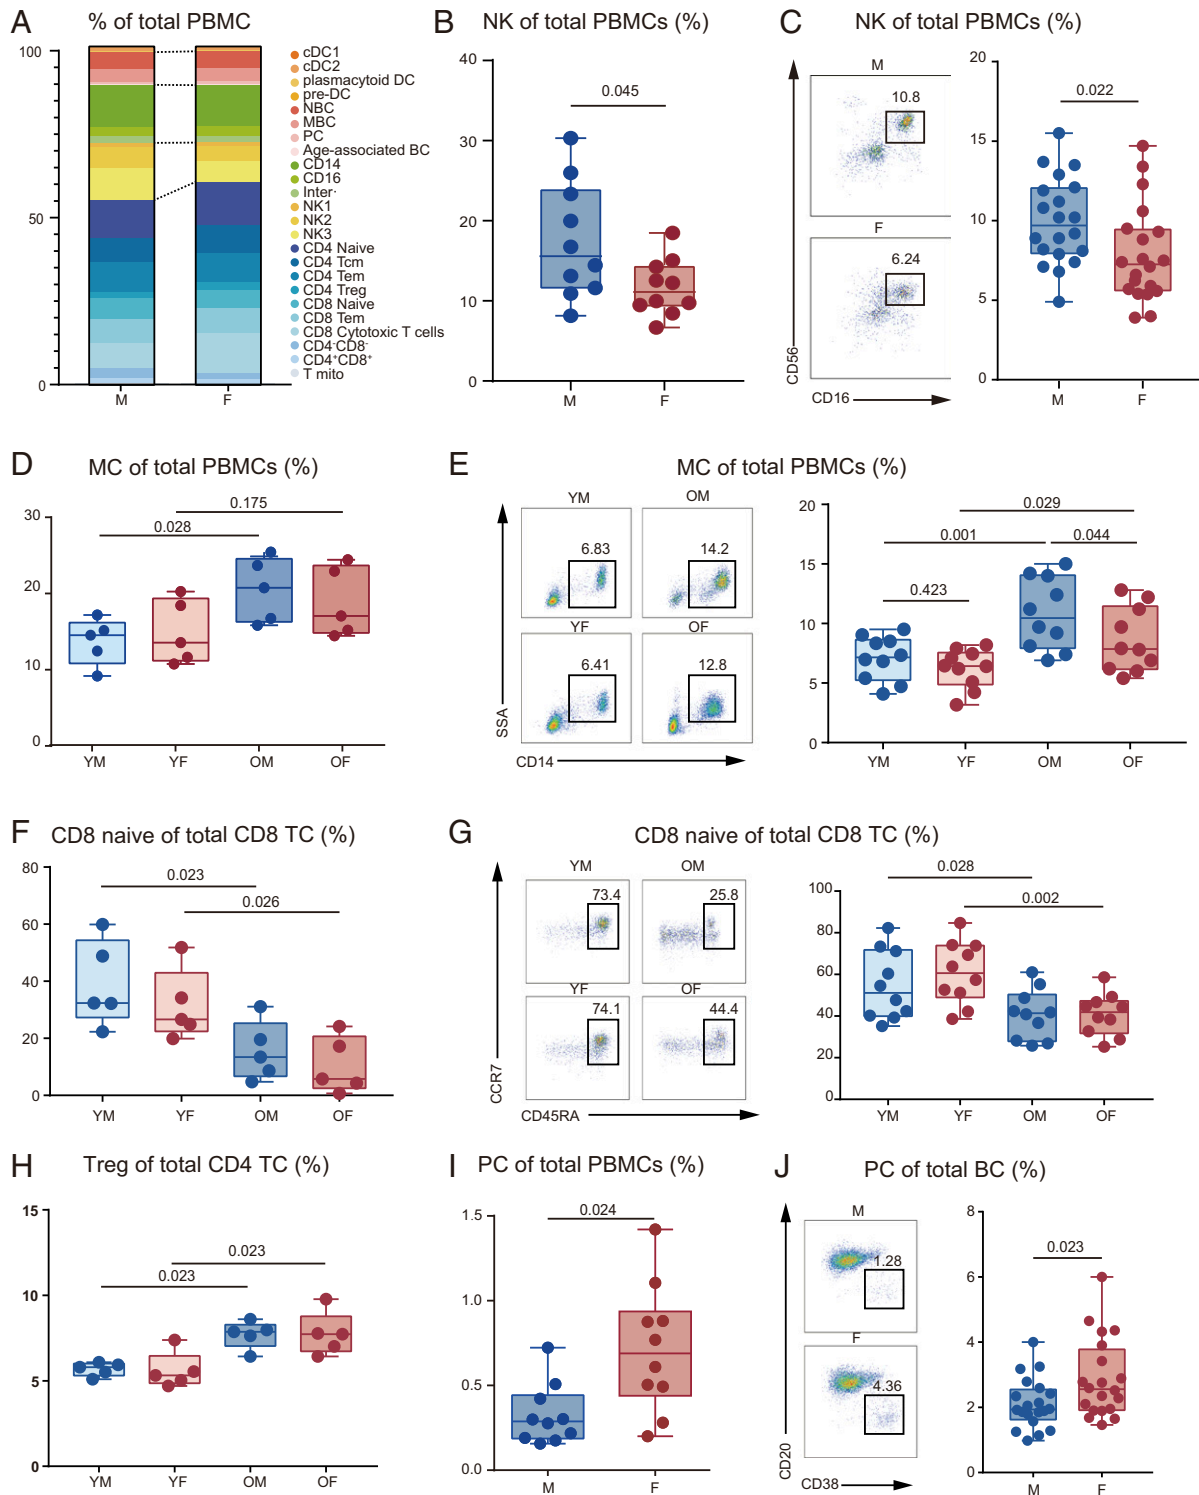 A % of total PBMC
100
50
0
M F
cDC1
cDC2
plasmacytoid DC
pre-DC
NBC
MBC
PC
Age-associated BC
CD14
CD16
Inter·
NK1
NK2
NK3
CD4 Naive
CD4 Tcm
CD4 Tem
CD4 Treg
CD8 Naive
CD8 Tem
CD8 Cytotoxic T cells
CD4⁻CD8⁻
CD4⁺CD8⁺
T mito
B NK of total PBMCs (%)
40
30
20
10
0
0.045
M F
C NK of total PBMCs (%)
M
10.8
F
6.24
CD56
CD16
20
15
10
5
0
0.022
M F
D MC of total PBMCs (%)
30
20
10
0
0.175
0.028
YM YF OM OF
E MC of total PBMCs (%)
YM OM
6.83 14.2
YF OF
6.41 12.8
SSA
CD14
20
15
10
5
0
0.029
0.001 0.044
0.423
YM YF OM OF
F CD8 naive of total CD8 TC (%)
80
60
40
20
0
0.023
0.026
YM YF OM OF
G CD8 naive of total CD8 TC (%)
YM OM
73.4 25.8
YF OF
74.1 44.4
CCR7
CD45RA
100
80
60
40
20
0
0.028
0.002
YM YF OM OF
H Treg of total CD4 TC (%)
15
10
5
0
0.023
0.023
YM YF OM OF
I PC of total PBMCs (%)
1.5
1.0
0.5
0.0
0.024
M F
J PC of total BC (%)
M
1.28
F
4.36
CD20
CD38
8
6
4
2
0
0.023
M F